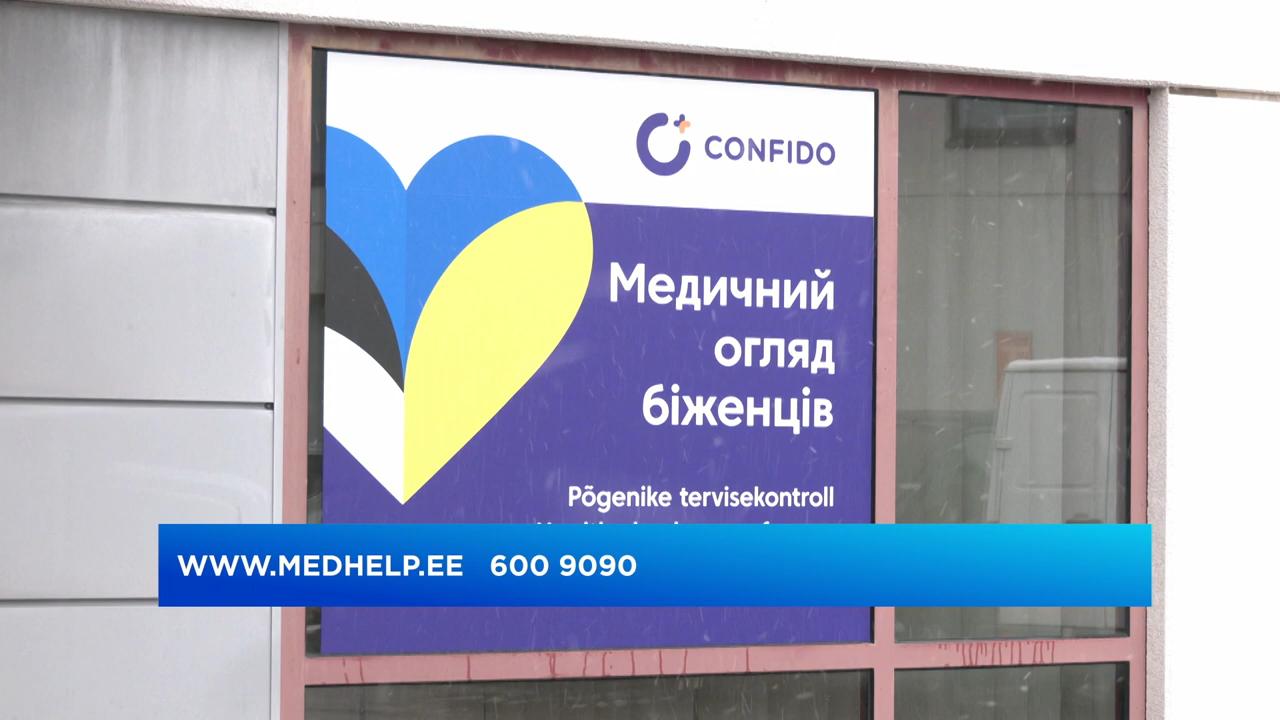 CONFIDO
Медичний
огляд
біженців
Põgenike tervisekontroll
WWW.MEDHELP.EE 600 9090